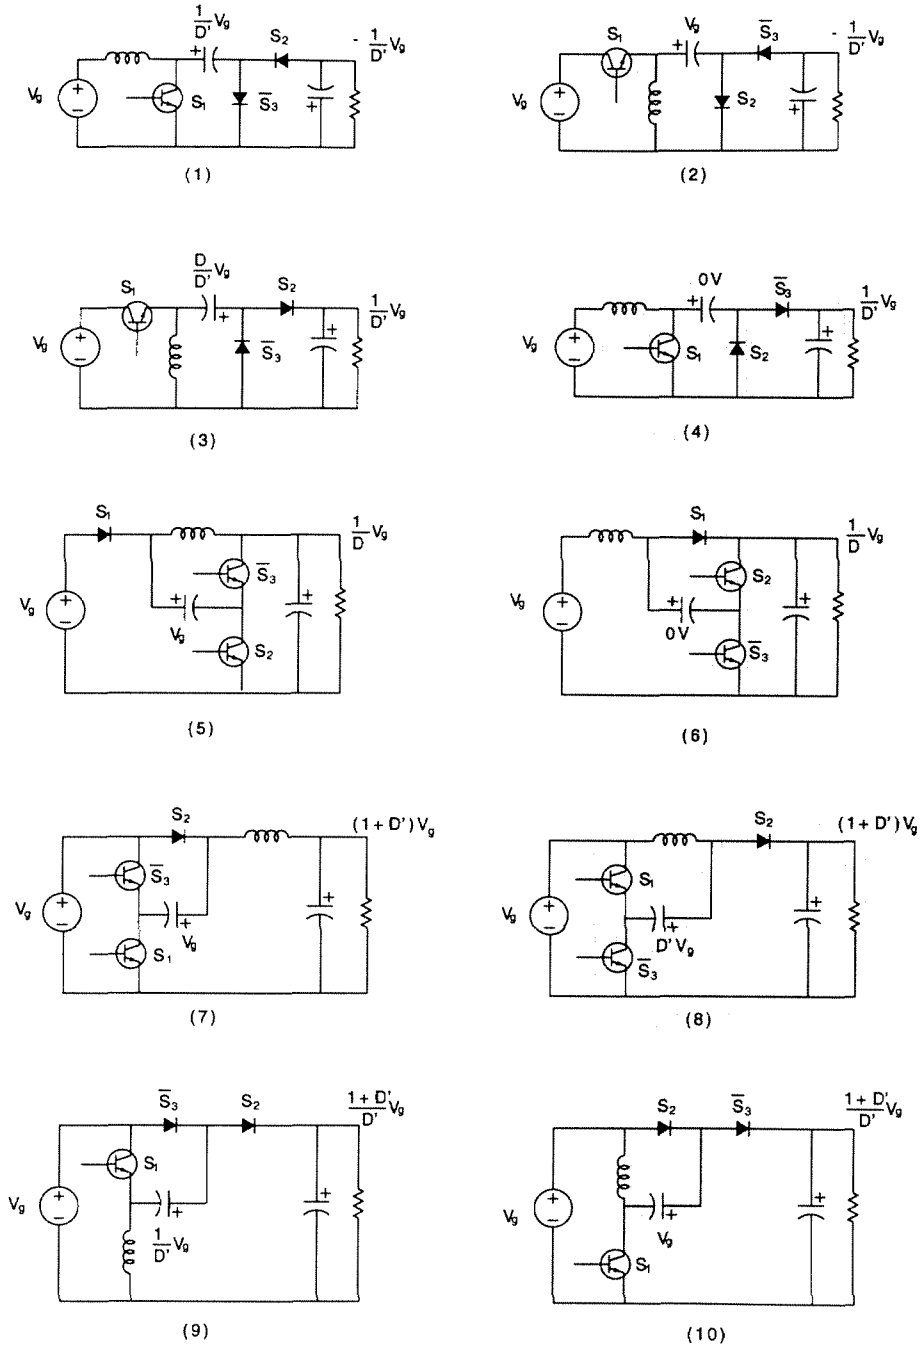 1/D' Vg
S2
- 1/D' Vg
Vg
+
−
+
S1
S̅3
+
(1)
S1
Vg
S̅3
- 1/D' Vg
Vg
+
−
+
S2
+
(2)
S1
D/D' Vg
S2
1/D' Vg
Vg
+
−
+
S̅3
+
(3)
0V
S̅3
1/D' Vg
Vg
+
−
+
S1
S2
+
(4)
S1
1/D Vg
Vg
+
−
S̅3
+
Vg
S2
+
(5)
S1
1/D Vg
Vg
+
−
S2
+
0V
S̅3
+
(6)
S2
(1 + D') Vg
S̅3
Vg
+
−
+
Vg
S1
+
(7)
S2
(1 + D') Vg
S1
Vg
+
−
+
D' Vg
S̅3
+
(8)
S̅3
S2
1 + D'/D' Vg
S1
Vg
+
−
+
1/D' Vg
+
(9)
S2
S̅3
1 + D'/D' Vg
Vg
+
−
+
Vg
S1
+
(10)